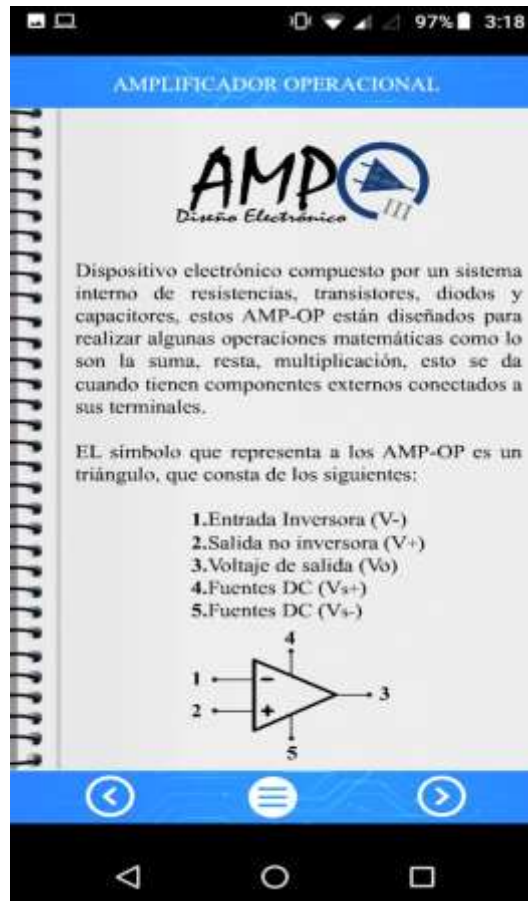 97% 3:18
AMPLIFICADOR OPERACIONAL
AMP
III
Diseño Electrónico
Dispositivo electrónico compuesto por un sistema
interno de resistencias, transistores, diodos y
capacitores, estos AMP-OP están diseñados para
realizar algunas operaciones matemáticas como lo
son la suma, resta, multiplicación, esto se da
cuando tienen componentes externos conectados a
sus terminales.
EL símbolo que representa a los AMP-OP es un
triángulo, que consta de los siguientes:
1.Entrada Inversora (V-)
2.Salida no inversora (V+)
3.Voltaje de salida (Vo)
4.Fuentes DC (Vs+)
5.Fuentes DC (Vs-)
4
1 − 3
2 +
5